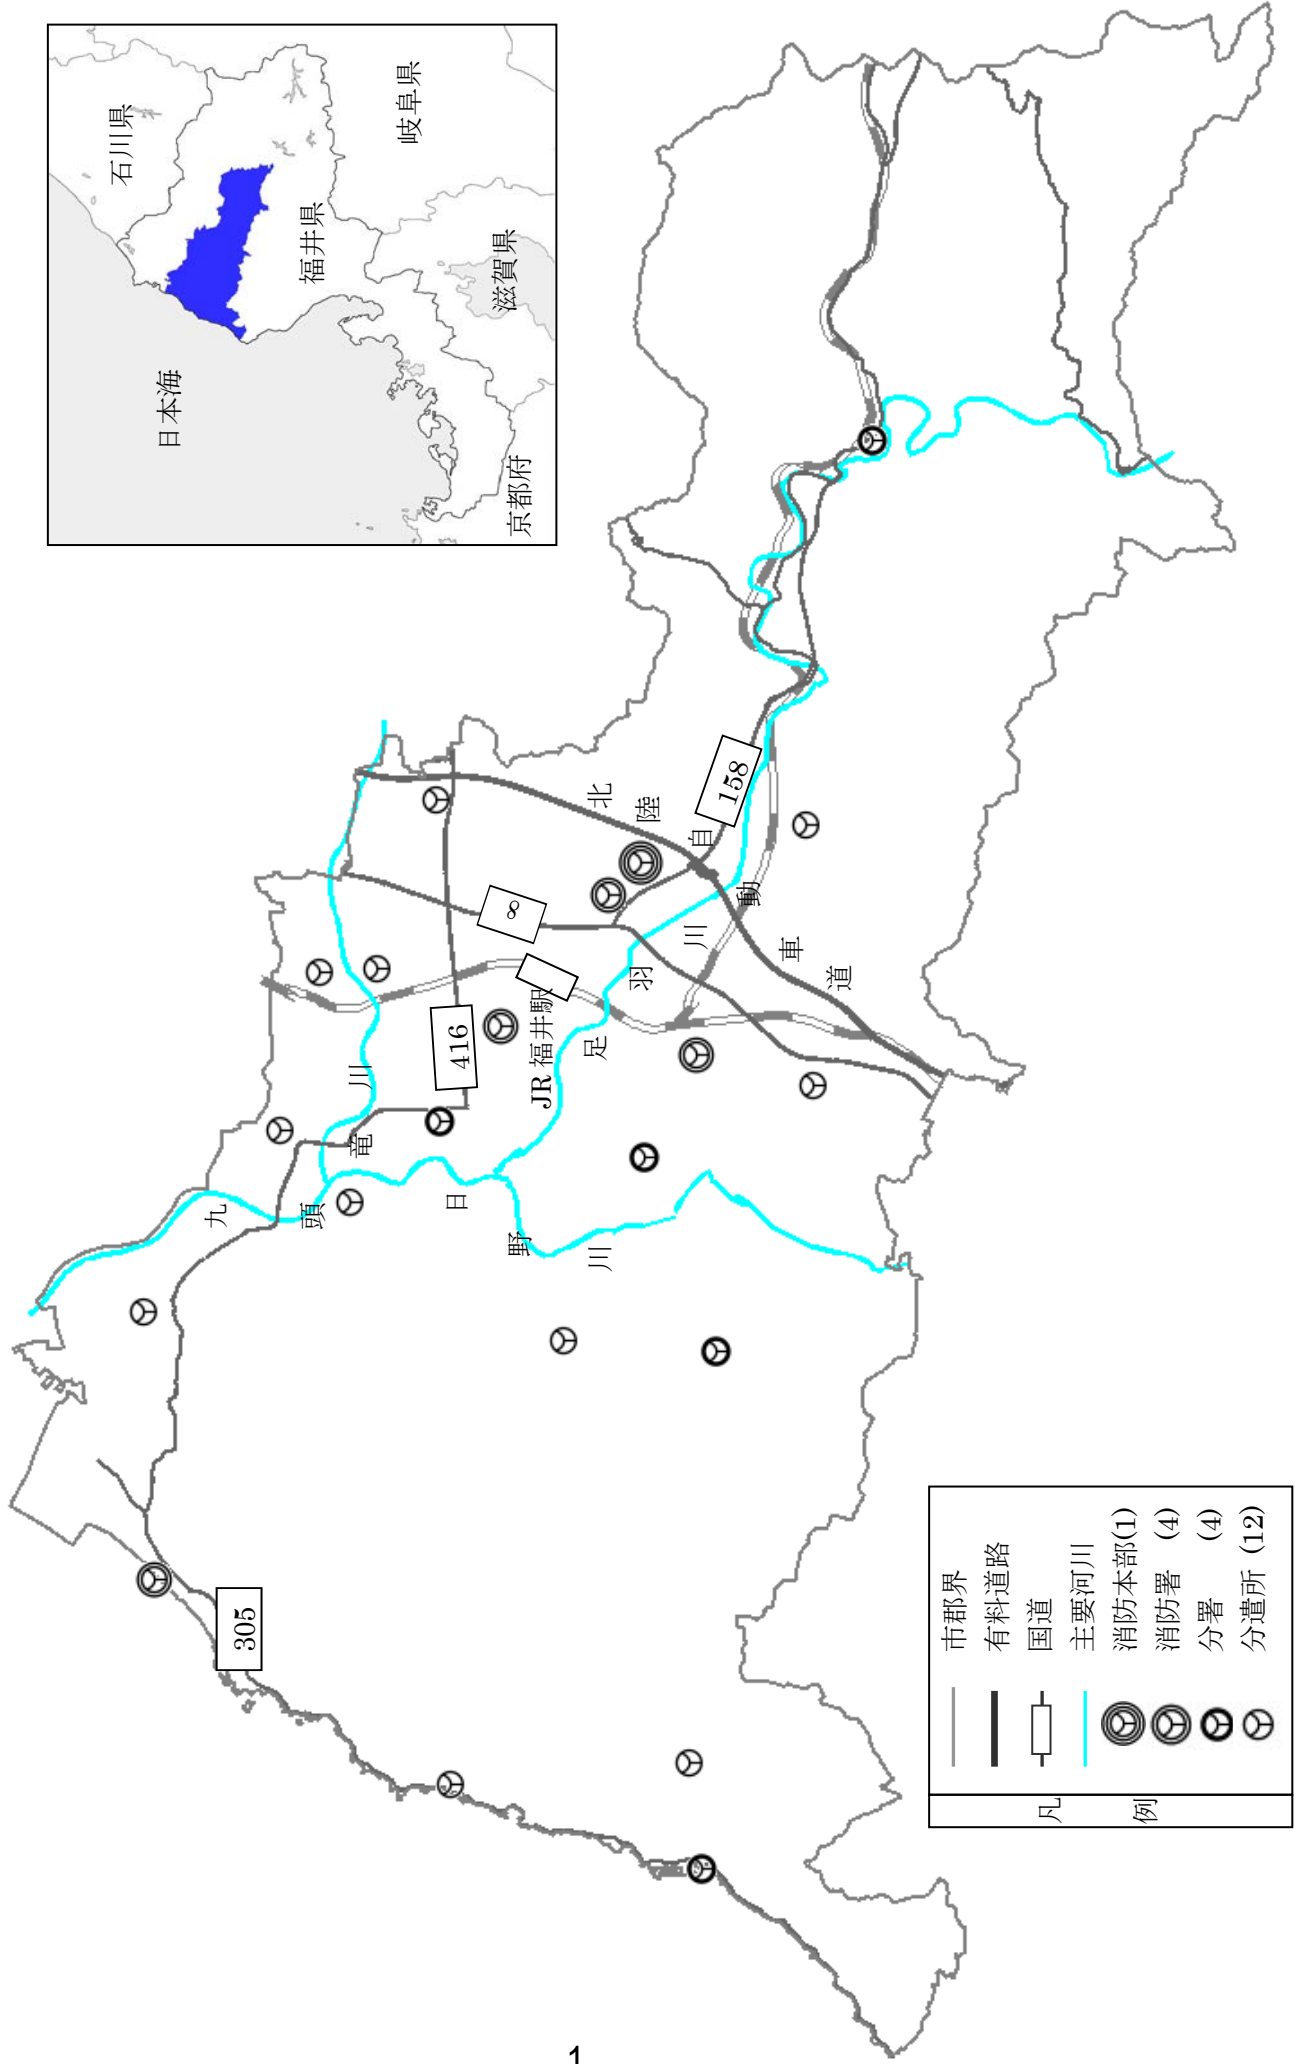 石川県
日本海
福井県
岐阜県
滋賀県
京都府
九頭竜川
日野川
足羽川
北陸自動車道
JR 福井駅
305
416
8
158
凡例
市郡界
有料道路
国道
主要河川
消防本部(1)
消防署 (4)
分署 (4)
分遣所 (12)
1